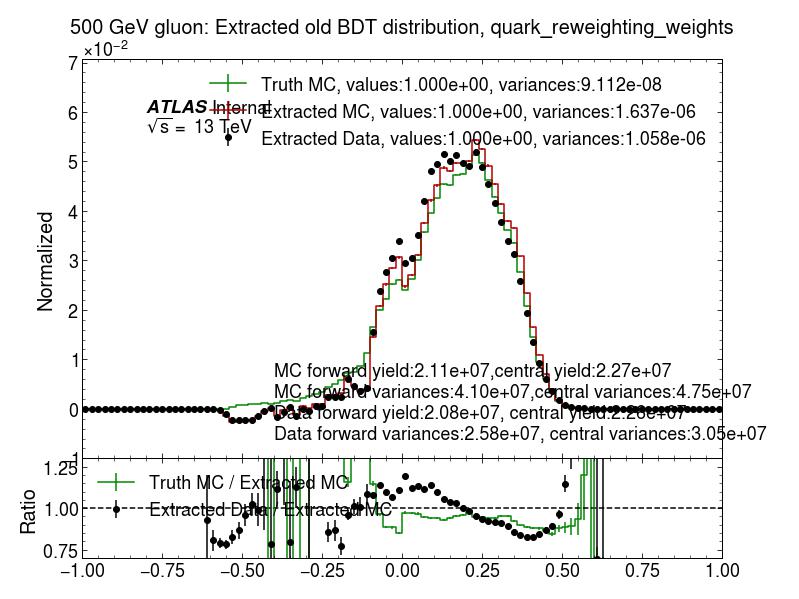 500 GeV gluon: Extracted old BDT distribution, quark_reweighting_weights
×10⁻²
Truth MC, values:1.000e+00, variances:9.112e-08
ATLAS Internal
Extracted MC, values:1.000e+00, variances:1.637e-06
√s = 13 TeV
Extracted Data, values:1.000e+00, variances:1.058e-06
7
6
5
4
3
2
1
0
−1
Normalized
MC forward yield:2.11e+07,central yield:2.27e+07
MC forward variances:4.10e+07,central variances:4.75e+07
Data forward yield:2.08e+07, central yield:2.28e+07
Data forward variances:2.58e+07, central variances:3.05e+07
1.25
1.00
0.75
Ratio
Truth MC / Extracted MC
Extracted Data / Extracted MC
−1.00 −0.75 −0.50 −0.25 0.00 0.25 0.50 0.75 1.00